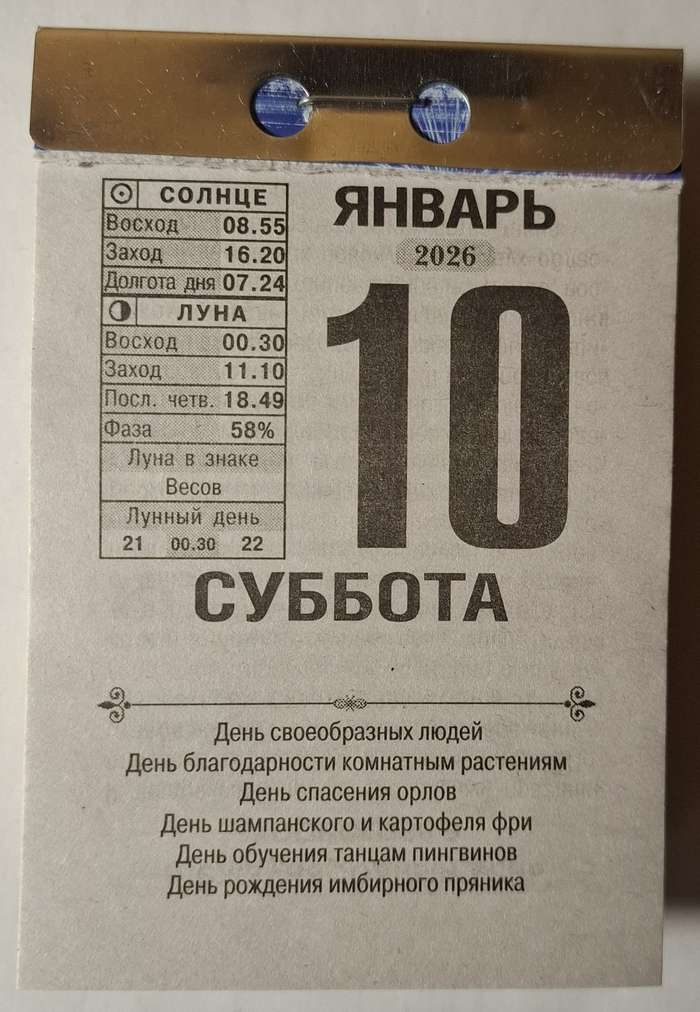 СОЛНЦЕ
Восход 08.55
Заход 16.20
Долгота дня 07.24
ЛУНА
Восход 00.30
Заход 11.10
Посл. четв. 18.49
Фаза 58%
Луна в знаке
Весов
Лунный день
21 00.30 22
ЯНВАРЬ
2026
10
СУББОТА
День своеобразных людей
День благодарности комнатным растениям
День спасения орлов
День шампанского и картофеля фри
День обучения танцам пингвинов
День рождения имбирного пряника